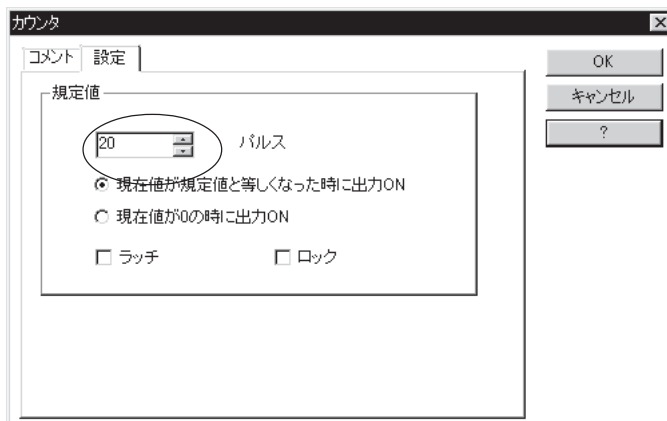 カウンタ
コメント 設定
規定値
20 パルス
現在値が規定値と等しくなった時に出力ON
現在値が0の時に出力ON
ラッチ ロック
OK
キャンセル
?